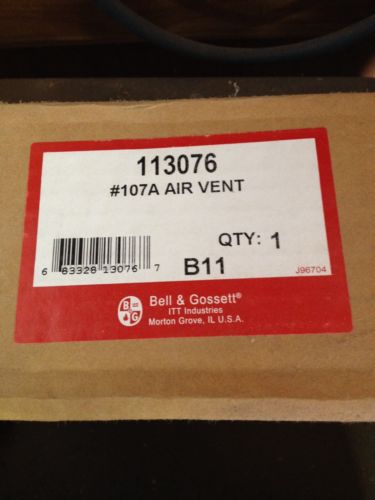 113076
#107A AIR VENT
QTY: 1
6 83328 13076 7
B11
J96704
B=
G
Bell & Gossett®
ITT Industries
Morton Grove, IL U.S.A.